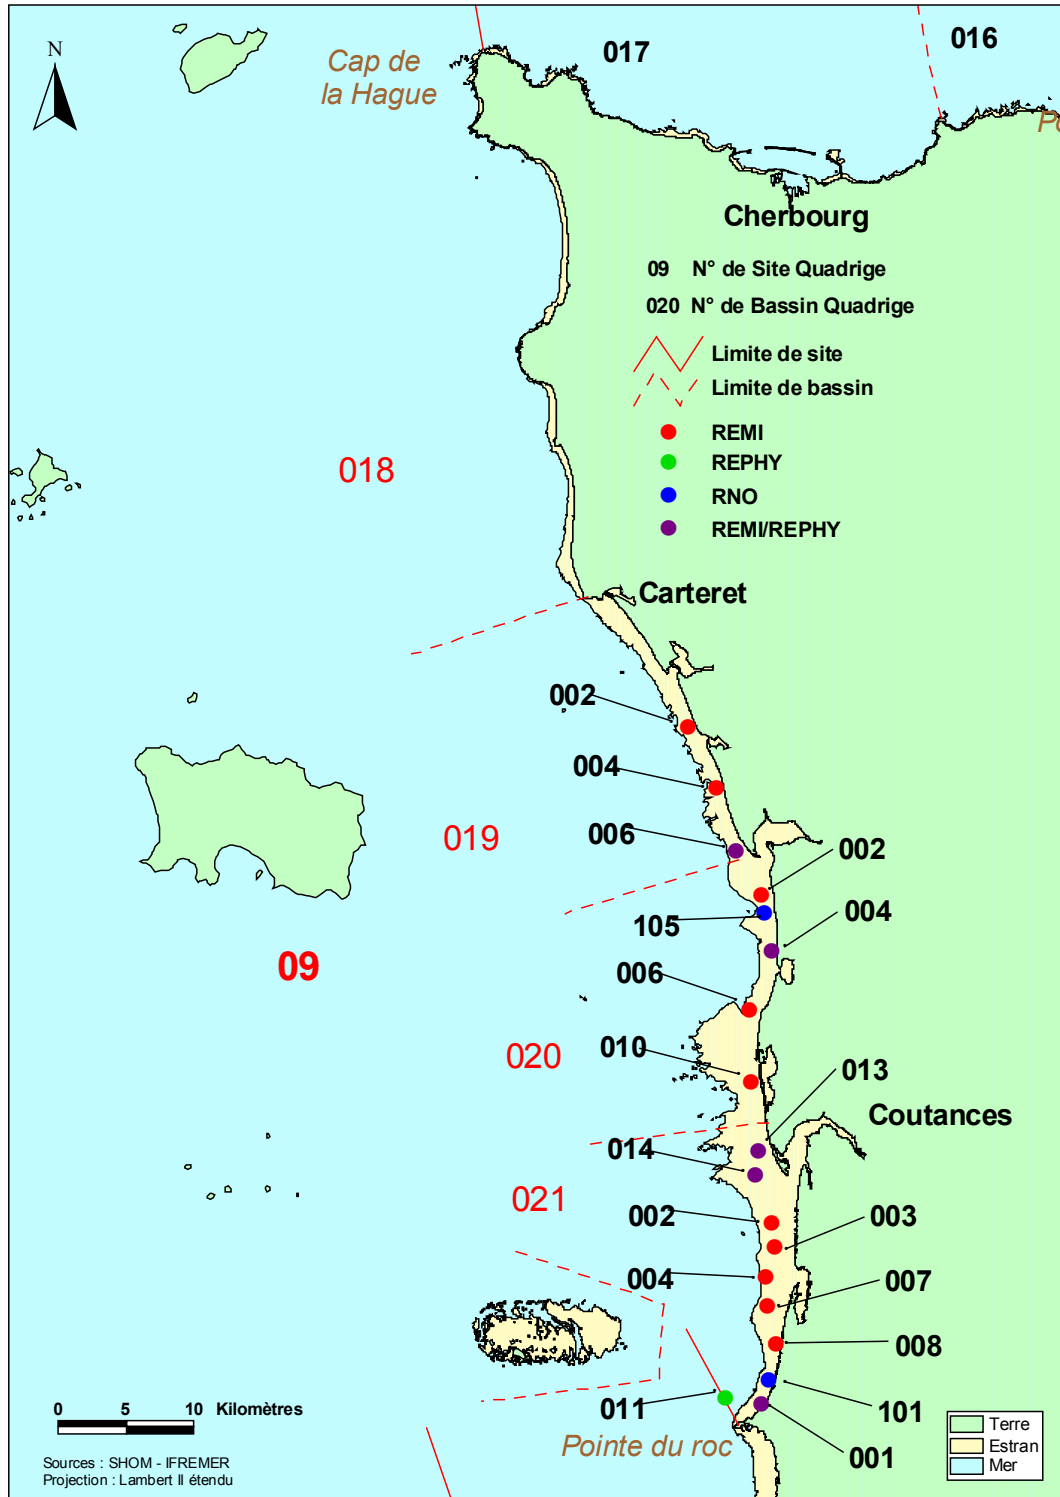 N
Cap de
la Hague
017
016
Po
Cherbourg
09 N° de Site Quadrige
020 N° de Bassin Quadrige
Limite de site
Limite de bassin
REMI
REPHY
RNO
REMI/REPHY
018
Carteret
002
004
019
006
002
105
004
09
006
020
010
013
Coutances
014
021
002
003
004
007
008
011
101
001
Pointe du roc
0 5 10 Kilomètres
Sources : SHOM - IFREMER
Projection : Lambert II étendu
Terre
Estran
Mer